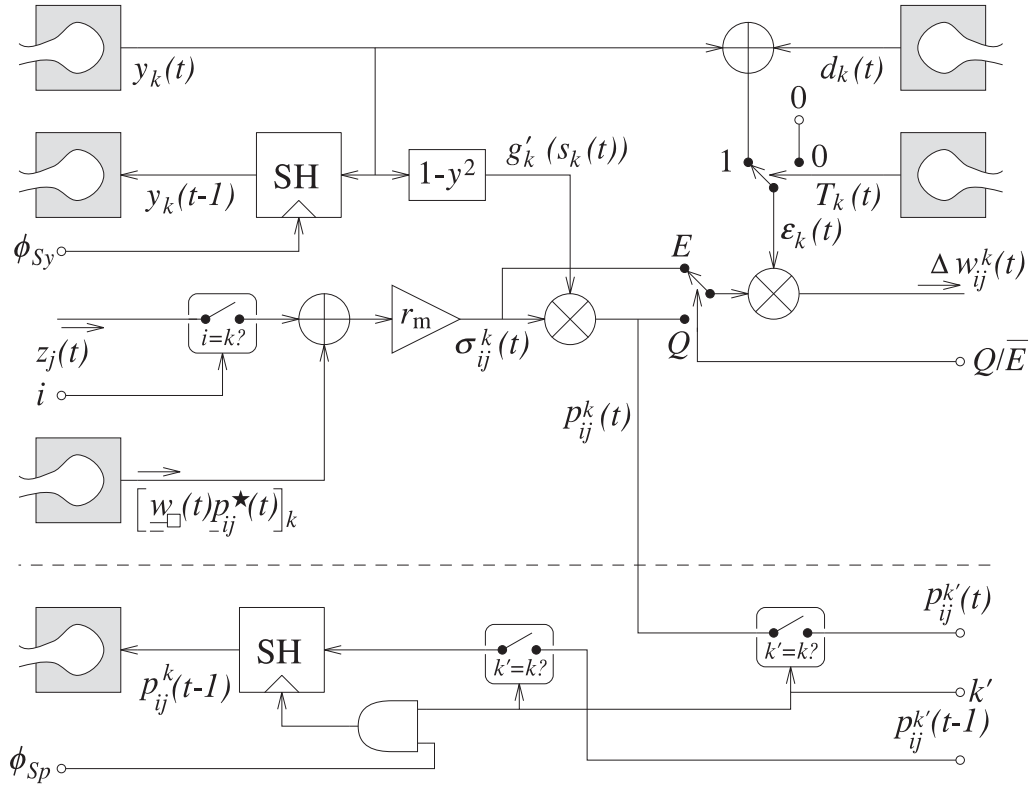 y_k(t)
d_k(t)
0
SH
1-y²
g'_k (s_k(t))
1
0
y_k(t-1)
T_k(t)
ϕ_Sy
ε_k(t)
E
Δ w^k_ij(t)
i=k?
r_m
z_j(t)
σ^k_ij(t)
Q
Q/E̅
i
p^k_ij(t)
[w_□(t)p^★_ij(t)]_k
p^k'_ij(t)
SH
k'=k?
k'=k?
p^k_ij(t-1)
k'
p^k'_ij(t-1)
ϕ_Sp